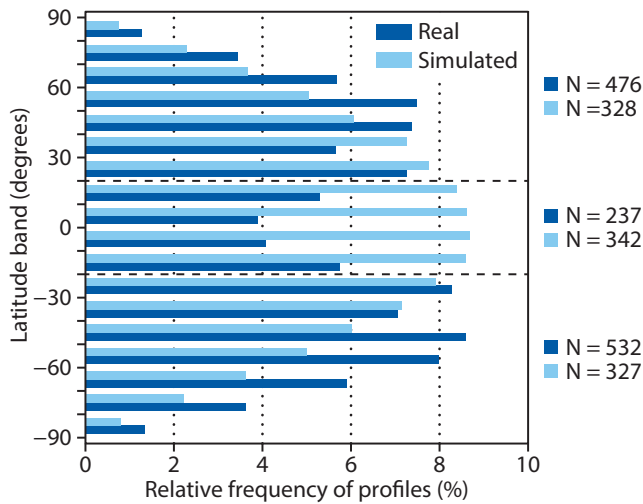 90
60
30
0
−30
−60
−90
Latitude band (degrees)
Real
Simulated
N = 476
N =328
N = 237
N = 342
N = 532
N = 327
0 2 4 6 8 10
Relative frequency of profiles (%)